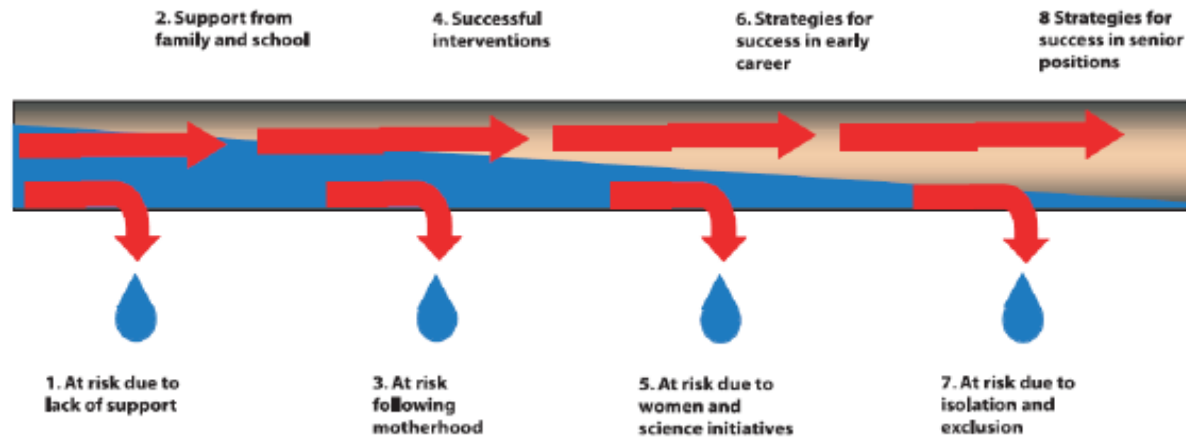 2. Support from
family and school
4. Successful
interventions
6. Strategies for
success in early
career
8 Strategies for
success in senior
positions
1. At risk due to
lack of support
3. At risk
following
motherhood
5. At risk due to
women and
science initiatives
7. At risk due to
isolation and
exclusion